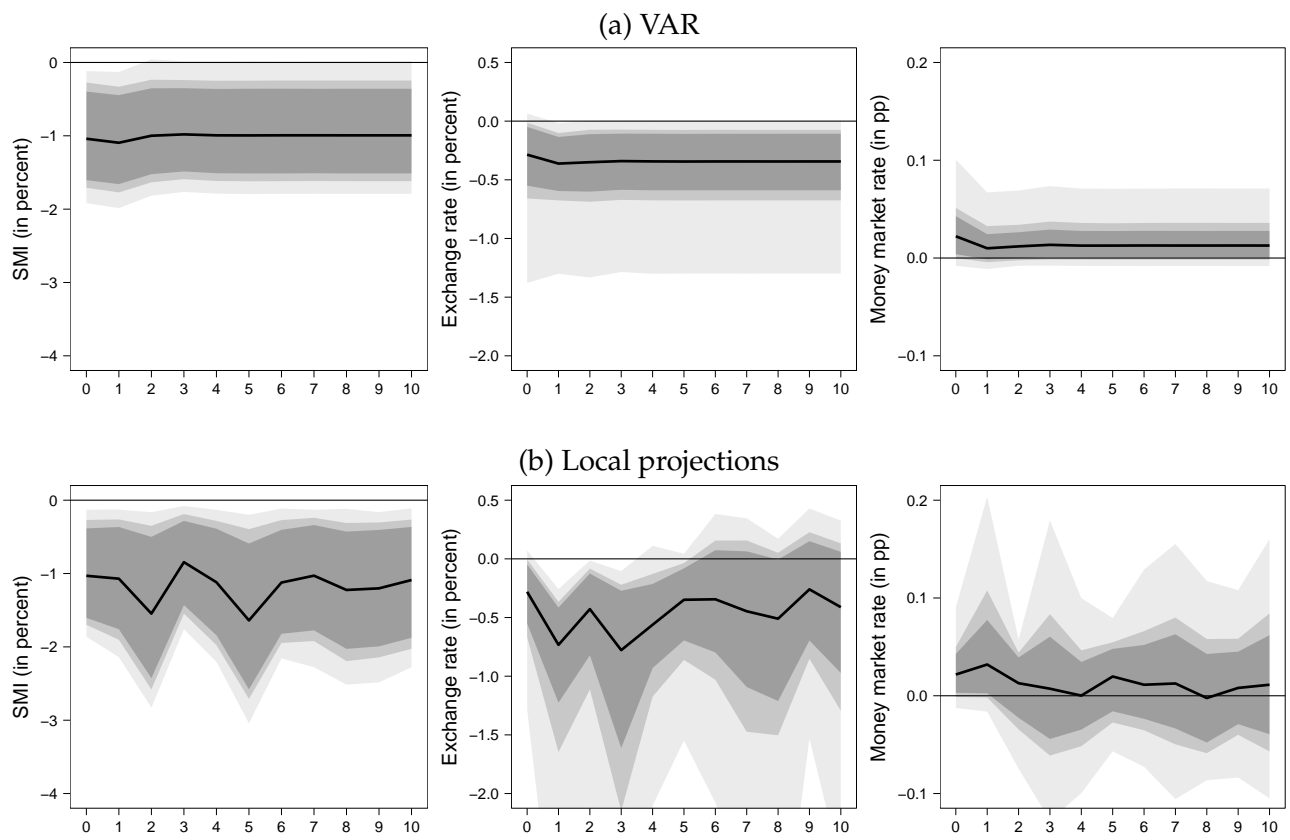 (a) VAR
SMI (in percent)
0
−1
−2
−3
−4
0 1 2 3 4 5 6 7 8 9 10
Exchange rate (in percent)
0.5
0.0
−0.5
−1.0
−1.5
−2.0
0 1 2 3 4 5 6 7 8 9 10
Money market rate (in pp)
0.2
0.1
0.0
−0.1
0 1 2 3 4 5 6 7 8 9 10
(b) Local projections
SMI (in percent)
0
−1
−2
−3
−4
0 1 2 3 4 5 6 7 8 9 10
Exchange rate (in percent)
0.5
0.0
−0.5
−1.0
−1.5
−2.0
0 1 2 3 4 5 6 7 8 9 10
Money market rate (in pp)
0.2
0.1
0.0
−0.1
0 1 2 3 4 5 6 7 8 9 10